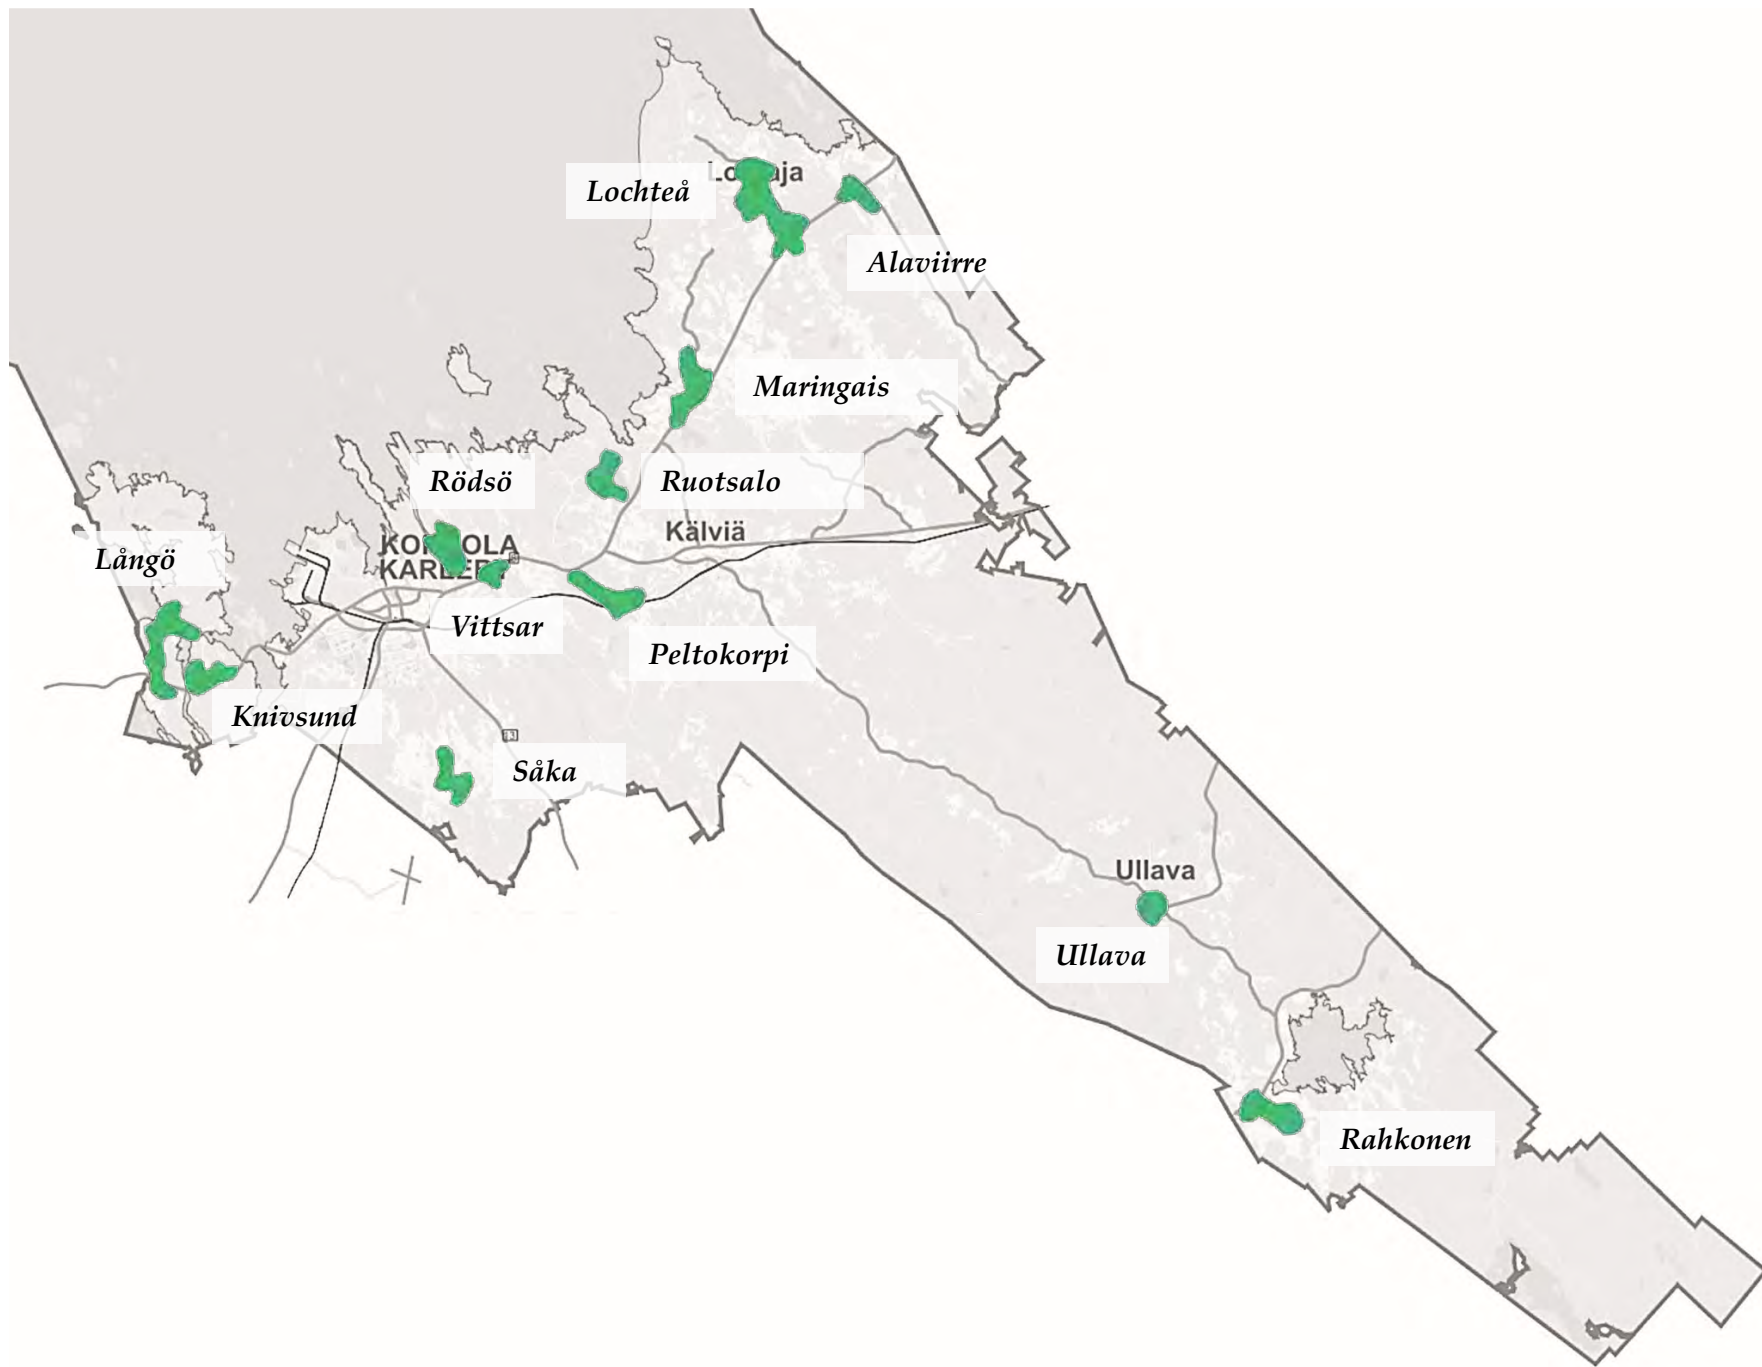 Lochteå
Alaviirre
Maringais
Rödsö
Ruotsalo
Kälviä
Långö
Vittsar
Peltokorpi
Knivsund
Såka
Ullava
Ullava
Rahkonen